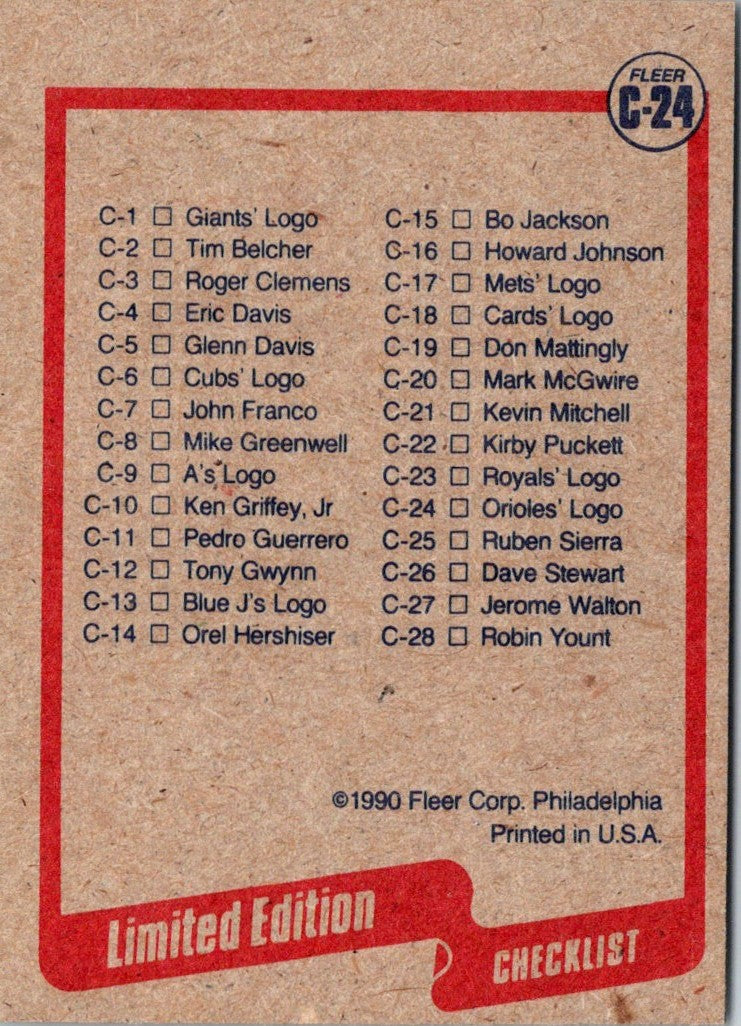 FLEER
C-24
C-1 □ Giants' Logo
C-2 □ Tim Belcher
C-3 □ Roger Clemens
C-4 □ Eric Davis
C-5 □ Glenn Davis
C-6 □ Cubs' Logo
C-7 □ John Franco
C-8 □ Mike Greenwell
C-9 □ A's Logo
C-10 □ Ken Griffey, Jr
C-11 □ Pedro Guerrero
C-12 □ Tony Gwynn
C-13 □ Blue J's Logo
C-14 □ Orel Hershiser
C-15 □ Bo Jackson
C-16 □ Howard Johnson
C-17 □ Mets' Logo
C-18 □ Cards' Logo
C-19 □ Don Mattingly
C-20 □ Mark McGwire
C-21 □ Kevin Mitchell
C-22 □ Kirby Puckett
C-23 □ Royals' Logo
C-24 □ Orioles' Logo
C-25 □ Ruben Sierra
C-26 □ Dave Stewart
C-27 □ Jerome Walton
C-28 □ Robin Yount
©1990 Fleer Corp. Philadelphia
Printed in U.S.A.
Limited Edition
CHECKLIST